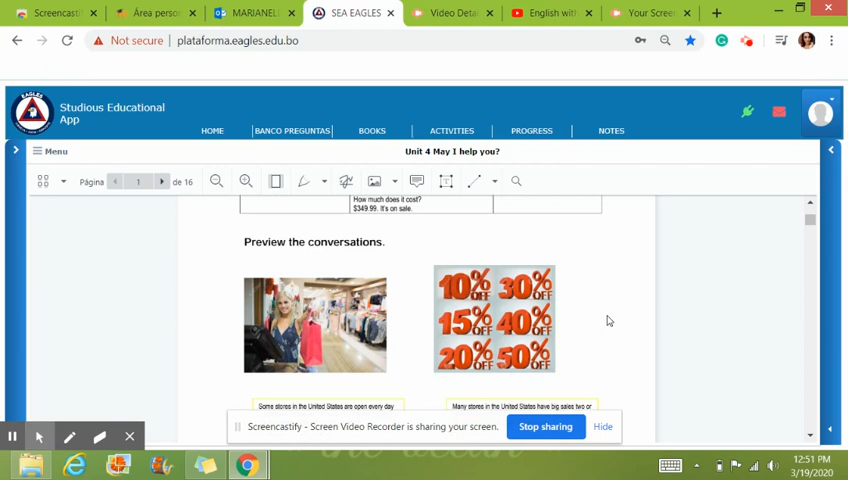 Screencastif
Área person
MARIANELI
SEA EAGLES
Video Detai
English with
Your Screen
Not secure
plataforma.eagles.edu.bo
EAGLES
Studious Educational
App
HOME
BANCO PREGUNTAS
BOOKS
ACTIVITIES
PROGRESS
NOTES
Menu
Unit 4 May I help you?
Página
1
de 16
How much does it cost?
$349.99. It's on sale.
Preview the conversations.
10% OFF 30% OFF
15% OFF 40% OFF
20% OFF 50% OFF
Some stores in the United States are open every day
Many stores in the United States have big sales two or
Screencastify - Screen Video Recorder is sharing your screen.
Stop sharing
Hide
12:51 PM
3/19/2020